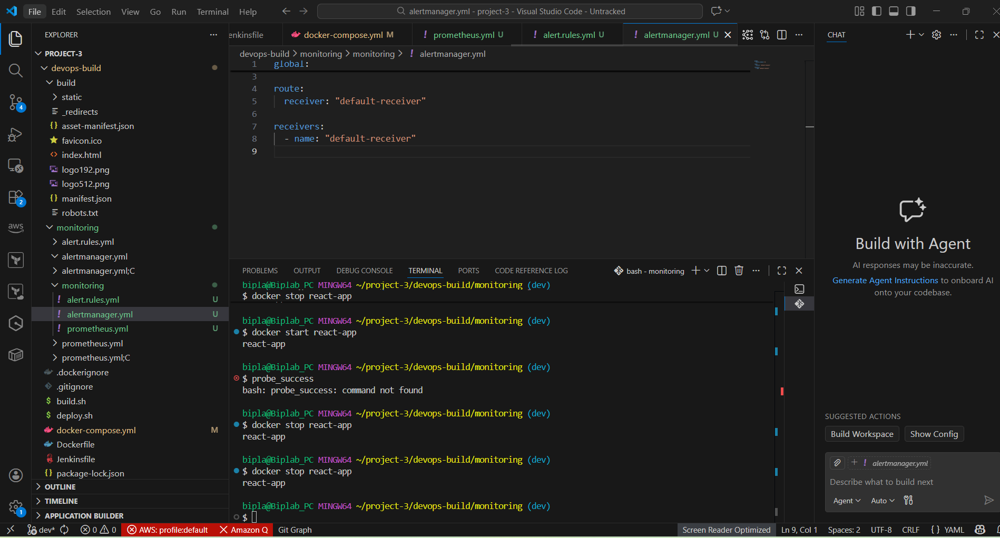 File Edit Selection View Go Run Terminal Help
alertmanager.yml - project-3 - Visual Studio Code - Untracked
EXPLORER
PROJECT-3
devops-build
build
static
_redirects
asset-manifest.json
favicon.ico
index.html
logo192.png
logo512.png
manifest.json
robots.txt
monitoring
alert.rules.yml
alertmanager.yml
alertmanager.yml;C
monitoring
alert.rules.yml U
alertmanager.yml U
prometheus.yml U
prometheus.yml
prometheus.yml;C
.dockerignore
.gitignore
build.sh
deploy.sh
docker-compose.yml M
Dockerfile
Jenkinsfile
package-lock.json
OUTLINE
TIMELINE
APPLICATION BUILDER
4
2
aws
1
enkinsfile
docker-compose.yml M
! prometheus.yml U
! alert.rules.yml U
! alertmanager.yml U
devops-build > monitoring > monitoring > ! alertmanager.yml
1 global:
3
4 route:
5 receiver: "default-receiver"
6
7 receivers:
8 - name: "default-receiver"
9
PROBLEMS OUTPUT DEBUG CONSOLE TERMINAL PORTS CODE REFERENCE LOG
bash - monitoring
bipla@Biplab_PC MINGW64 ~/project-3/devops-build/monitoring (dev)
$ docker stop react-app
bipla@Biplab_PC MINGW64 ~/project-3/devops-build/monitoring (dev)
$ docker start react-app
react-app
bipla@Biplab_PC MINGW64 ~/project-3/devops-build/monitoring (dev)
$ probe_success
bash: probe_success: command not found
bipla@Biplab_PC MINGW64 ~/project-3/devops-build/monitoring (dev)
$ docker stop react-app
react-app
bipla@Biplab_PC MINGW64 ~/project-3/devops-build/monitoring (dev)
$ docker stop react-app
react-app
bipla@Biplab_PC MINGW64 ~/project-3/devops-build/monitoring (dev)
$
CHAT
Build with Agent
AI responses may be inaccurate.
Generate Agent Instructions to onboard AI
onto your codebase.
SUGGESTED ACTIONS
Build Workspace
Show Config
+ ! alertmanager.yml
Describe what to build next
Agent
Auto
dev*
0 0
AWS: profile:default
Amazon Q
Git Graph
Screen Reader Optimized
Ln 9, Col 1
Spaces: 2
UTF-8
CRLF
{ } YAML